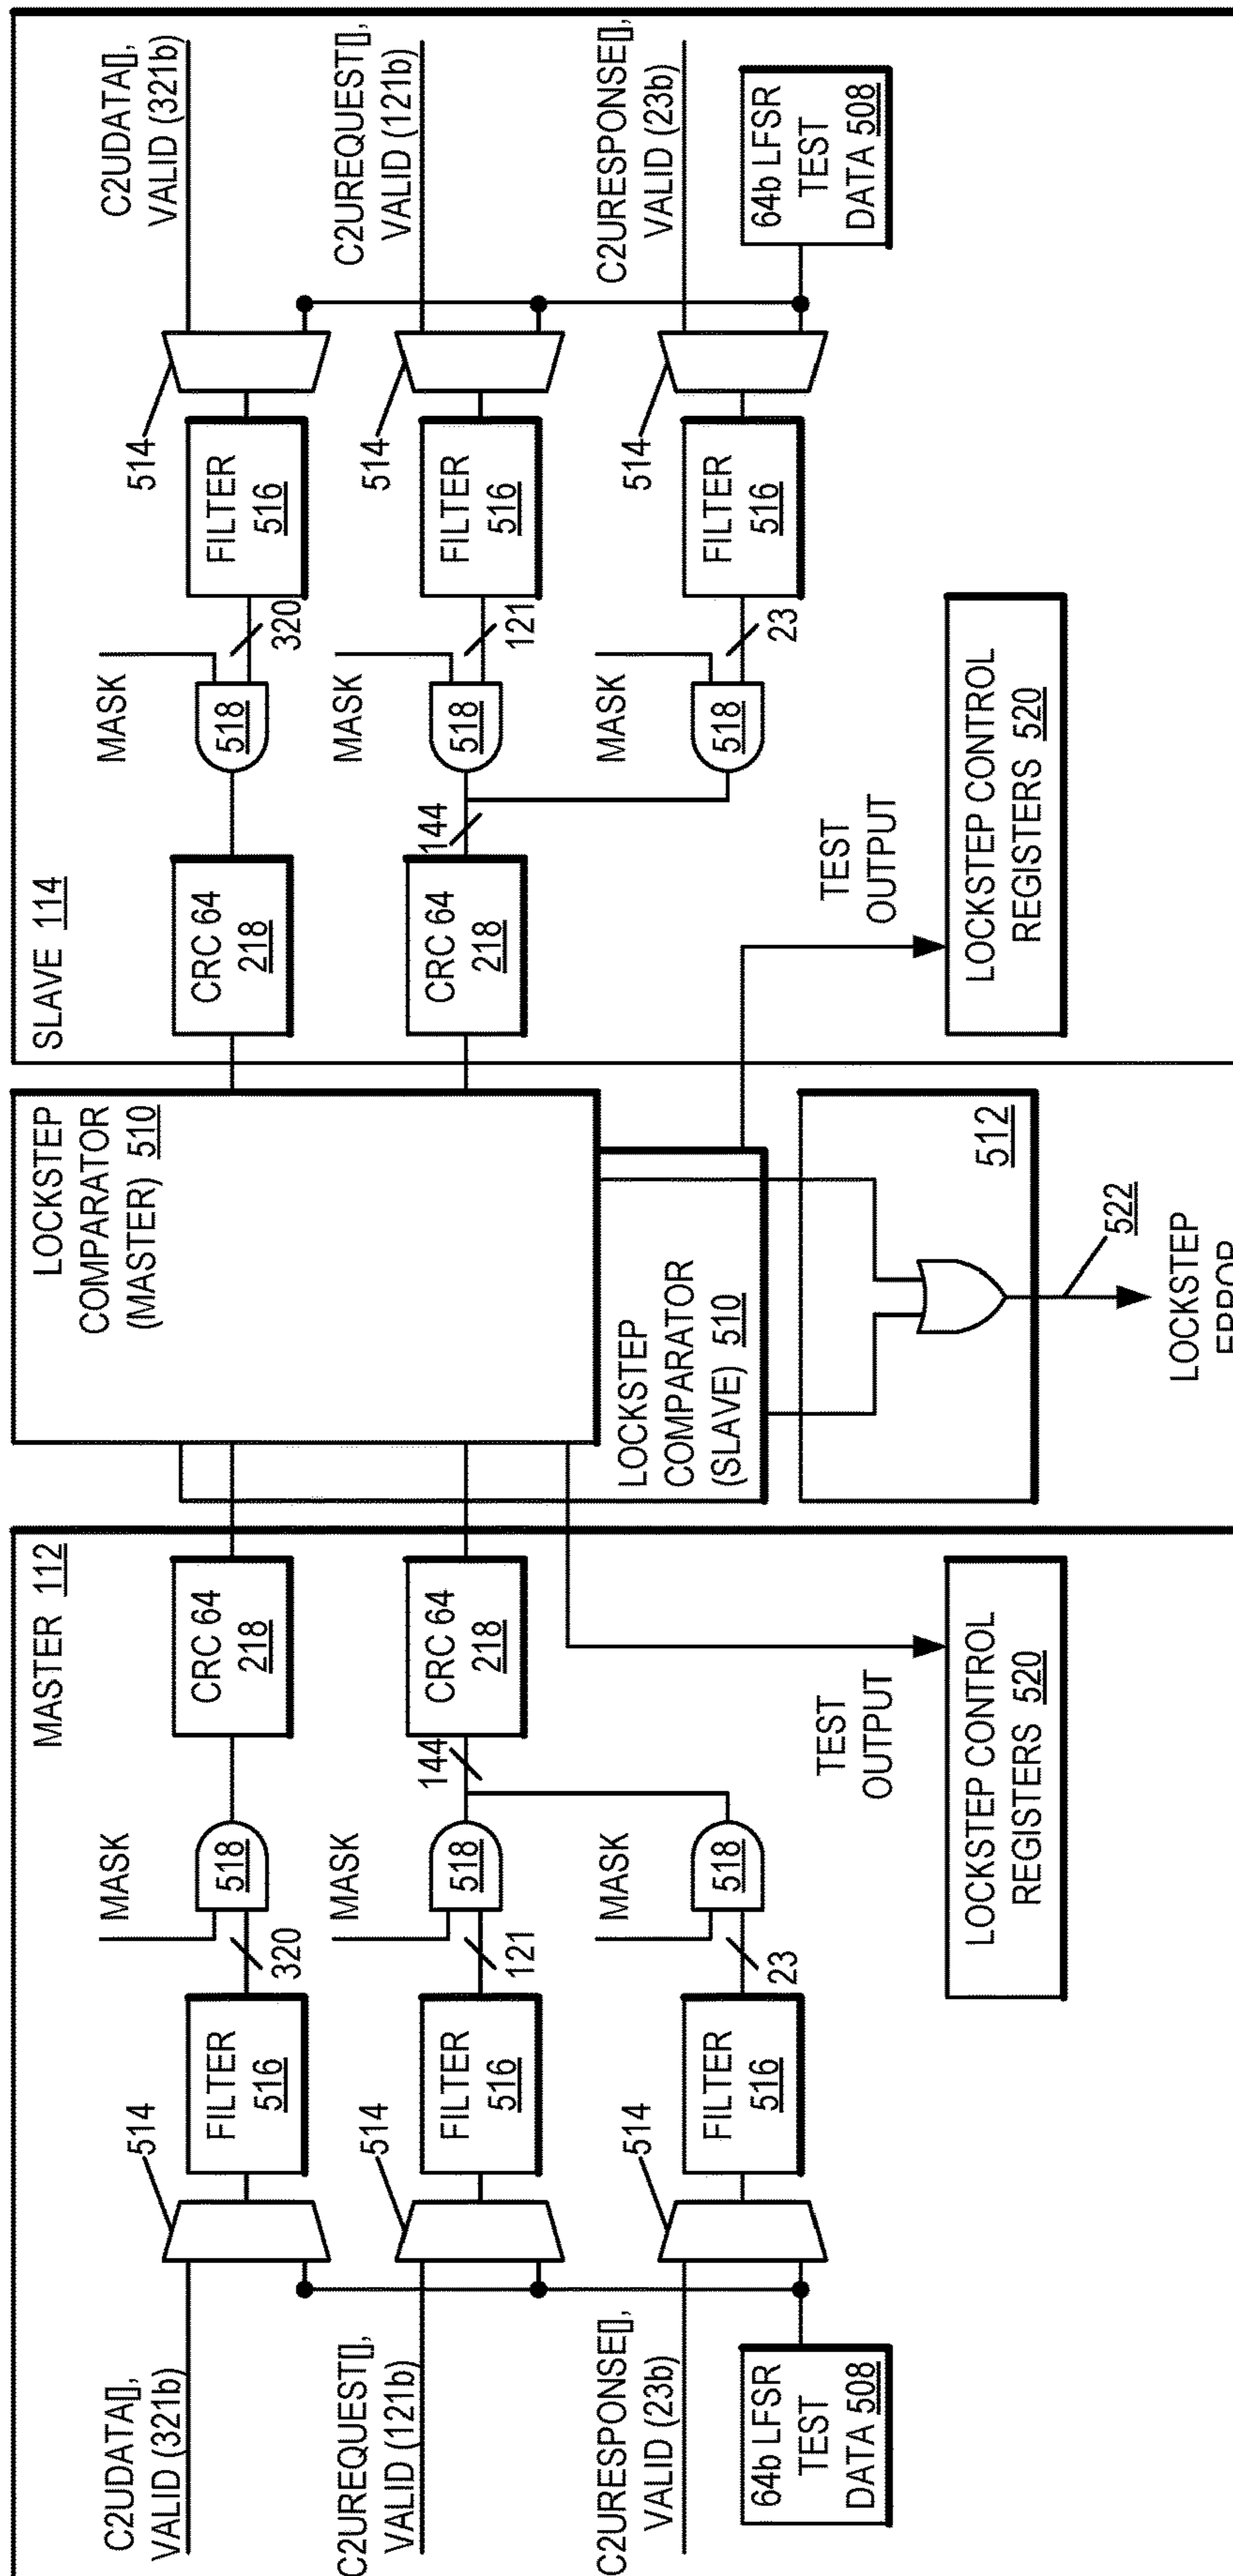 MASTER 112
C2UDATA[],
VALID (321b)
514
FILTER
516
MASK
320
518
CRC 64
218
C2UREQUEST[],
VALID (121b)
514
FILTER
516
MASK
121
518
144
CRC 64
218
C2URESPONSE[],
VALID (23b)
514
FILTER
516
MASK
23
518
64b LFSR
TEST
DATA 508
TEST
OUTPUT
LOCKSTEP CONTROL
REGISTERS 520
LOCKSTEP
COMPARATOR
(MASTER) 510
LOCKSTEP
COMPARATOR
(SLAVE) 510
512
522
LOCKSTEP
ERROR
SLAVE 114
CRC 64
218
518
MASK
320
FILTER
516
514
C2UDATA[],
VALID (321b)
CRC 64
218
144
518
MASK
121
FILTER
516
514
C2UREQUEST[],
VALID (121b)
518
MASK
23
FILTER
516
514
C2URESPONSE[],
VALID (23b)
64b LFSR
TEST
DATA 508
TEST
OUTPUT
LOCKSTEP CONTROL
REGISTERS 520